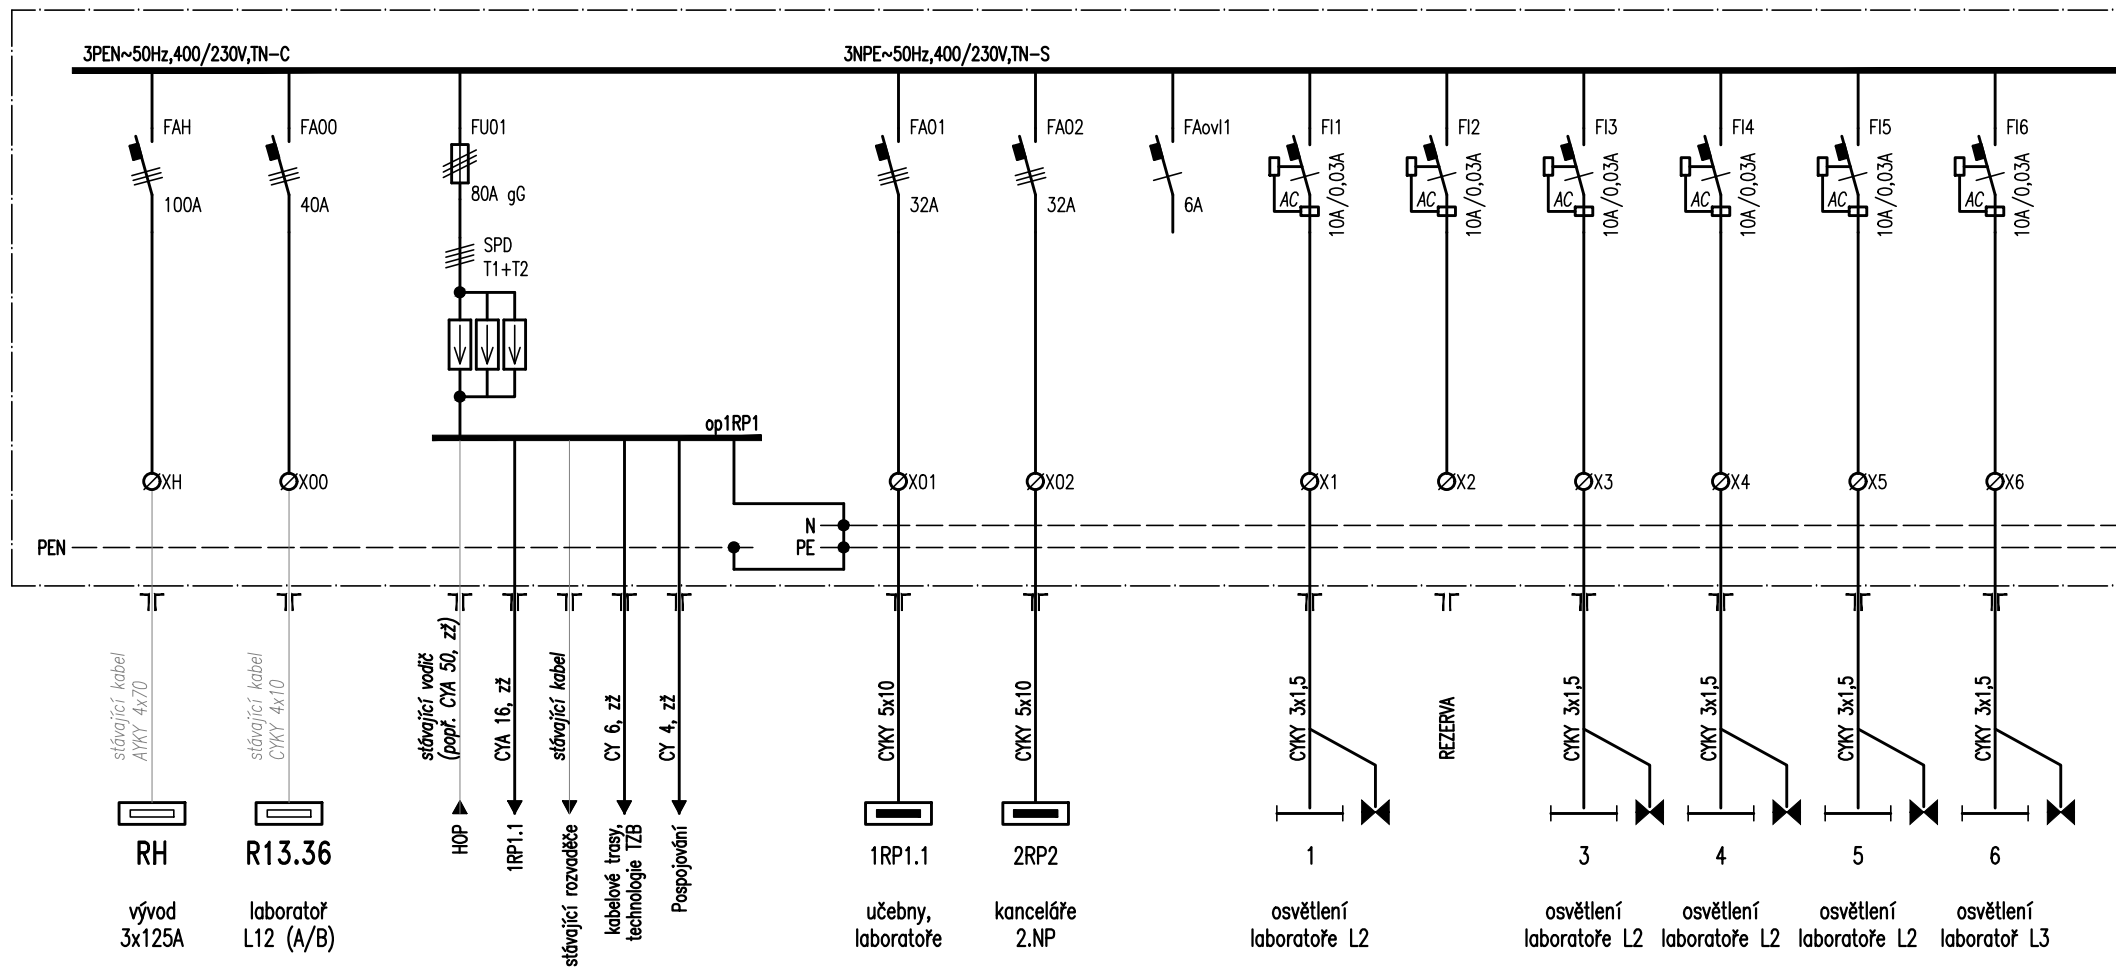 3PEN~50Hz,400/230V,TN-C
3NPE~50Hz,400/230V,TN-S
FAH
100A
FA00
40A
FU01
80A gG
SPD
T1+T2
FA01
32A
FA02
32A
FAovl1
6A
FI1
AC
10A/0,03A
FI2
AC
10A/0,03A
FI3
AC
10A/0,03A
FI4
AC
10A/0,03A
FI5
AC
10A/0,03A
FI6
AC
10A/0,03A
op1RP1
XH
X00
X01
X02
X1
X2
X3
X4
X5
X6
N
PEN
PE
stávající kabel
AYKY 4x70
stávající kabel
CYKY 4x10
stávající vodič
(popř. CYA 50, zž)
CYA 16, zž
stávající kabel
CY 6, zž
CY 4, zž
CYKY 5x10
CYKY 5x10
CYKY 3x1,5
REZERVA
CYKY 3x1,5
CYKY 3x1,5
CYKY 3x1,5
CYKY 3x1,5
HOP
1RP1.1
stávající rozvaděče
kabelové trasy,
technologie TZB
Pospojování
RH
vývod
3x125A
R13.36
laboratoř
L12 (A/B)
1RP1.1
učebny,
laboratoře
2RP2
kanceláře
2.NP
1
osvětlení
laboratoře L2
3
osvětlení
laboratoře L2
4
osvětlení
laboratoře L2
5
osvětlení
laboratoře L2
6
osvětlení
laboratoř L3